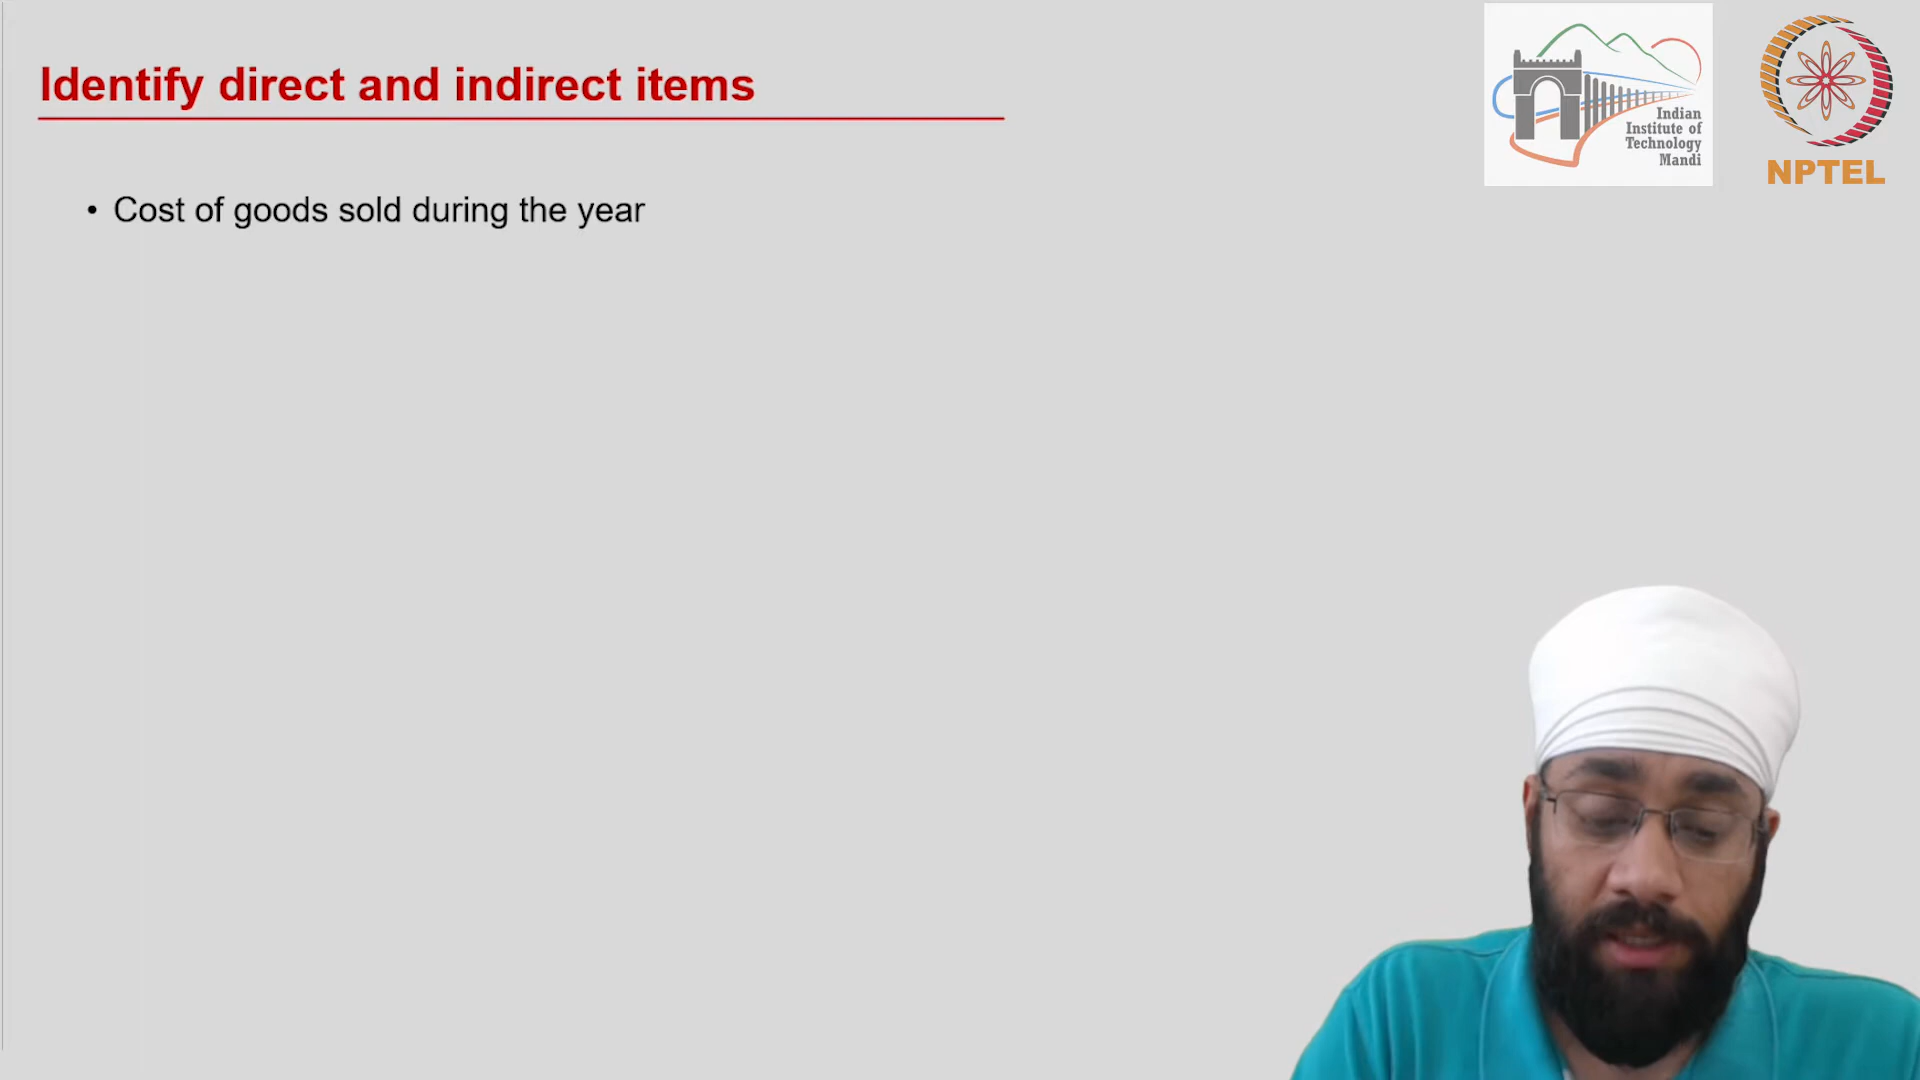 Identify direct and indirect items
Indian
Institute of
Technology
Mandi
NPTEL
• Cost of goods sold during the year